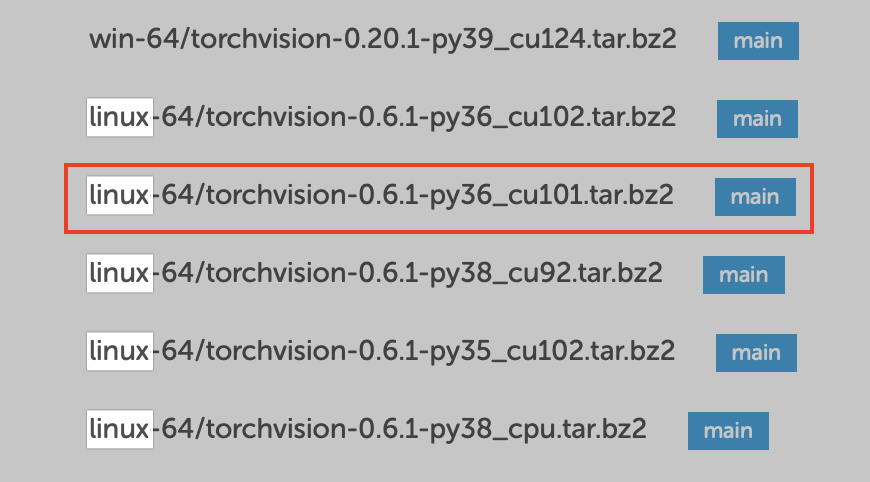 win-64/torchvision-0.20.1-py39_cu124.tar.bz2 main
linux-64/torchvision-0.6.1-py36_cu102.tar.bz2 main
linux-64/torchvision-0.6.1-py36_cu101.tar.bz2 main
linux-64/torchvision-0.6.1-py38_cu92.tar.bz2 main
linux-64/torchvision-0.6.1-py35_cu102.tar.bz2 main
linux-64/torchvision-0.6.1-py38_cpu.tar.bz2 main